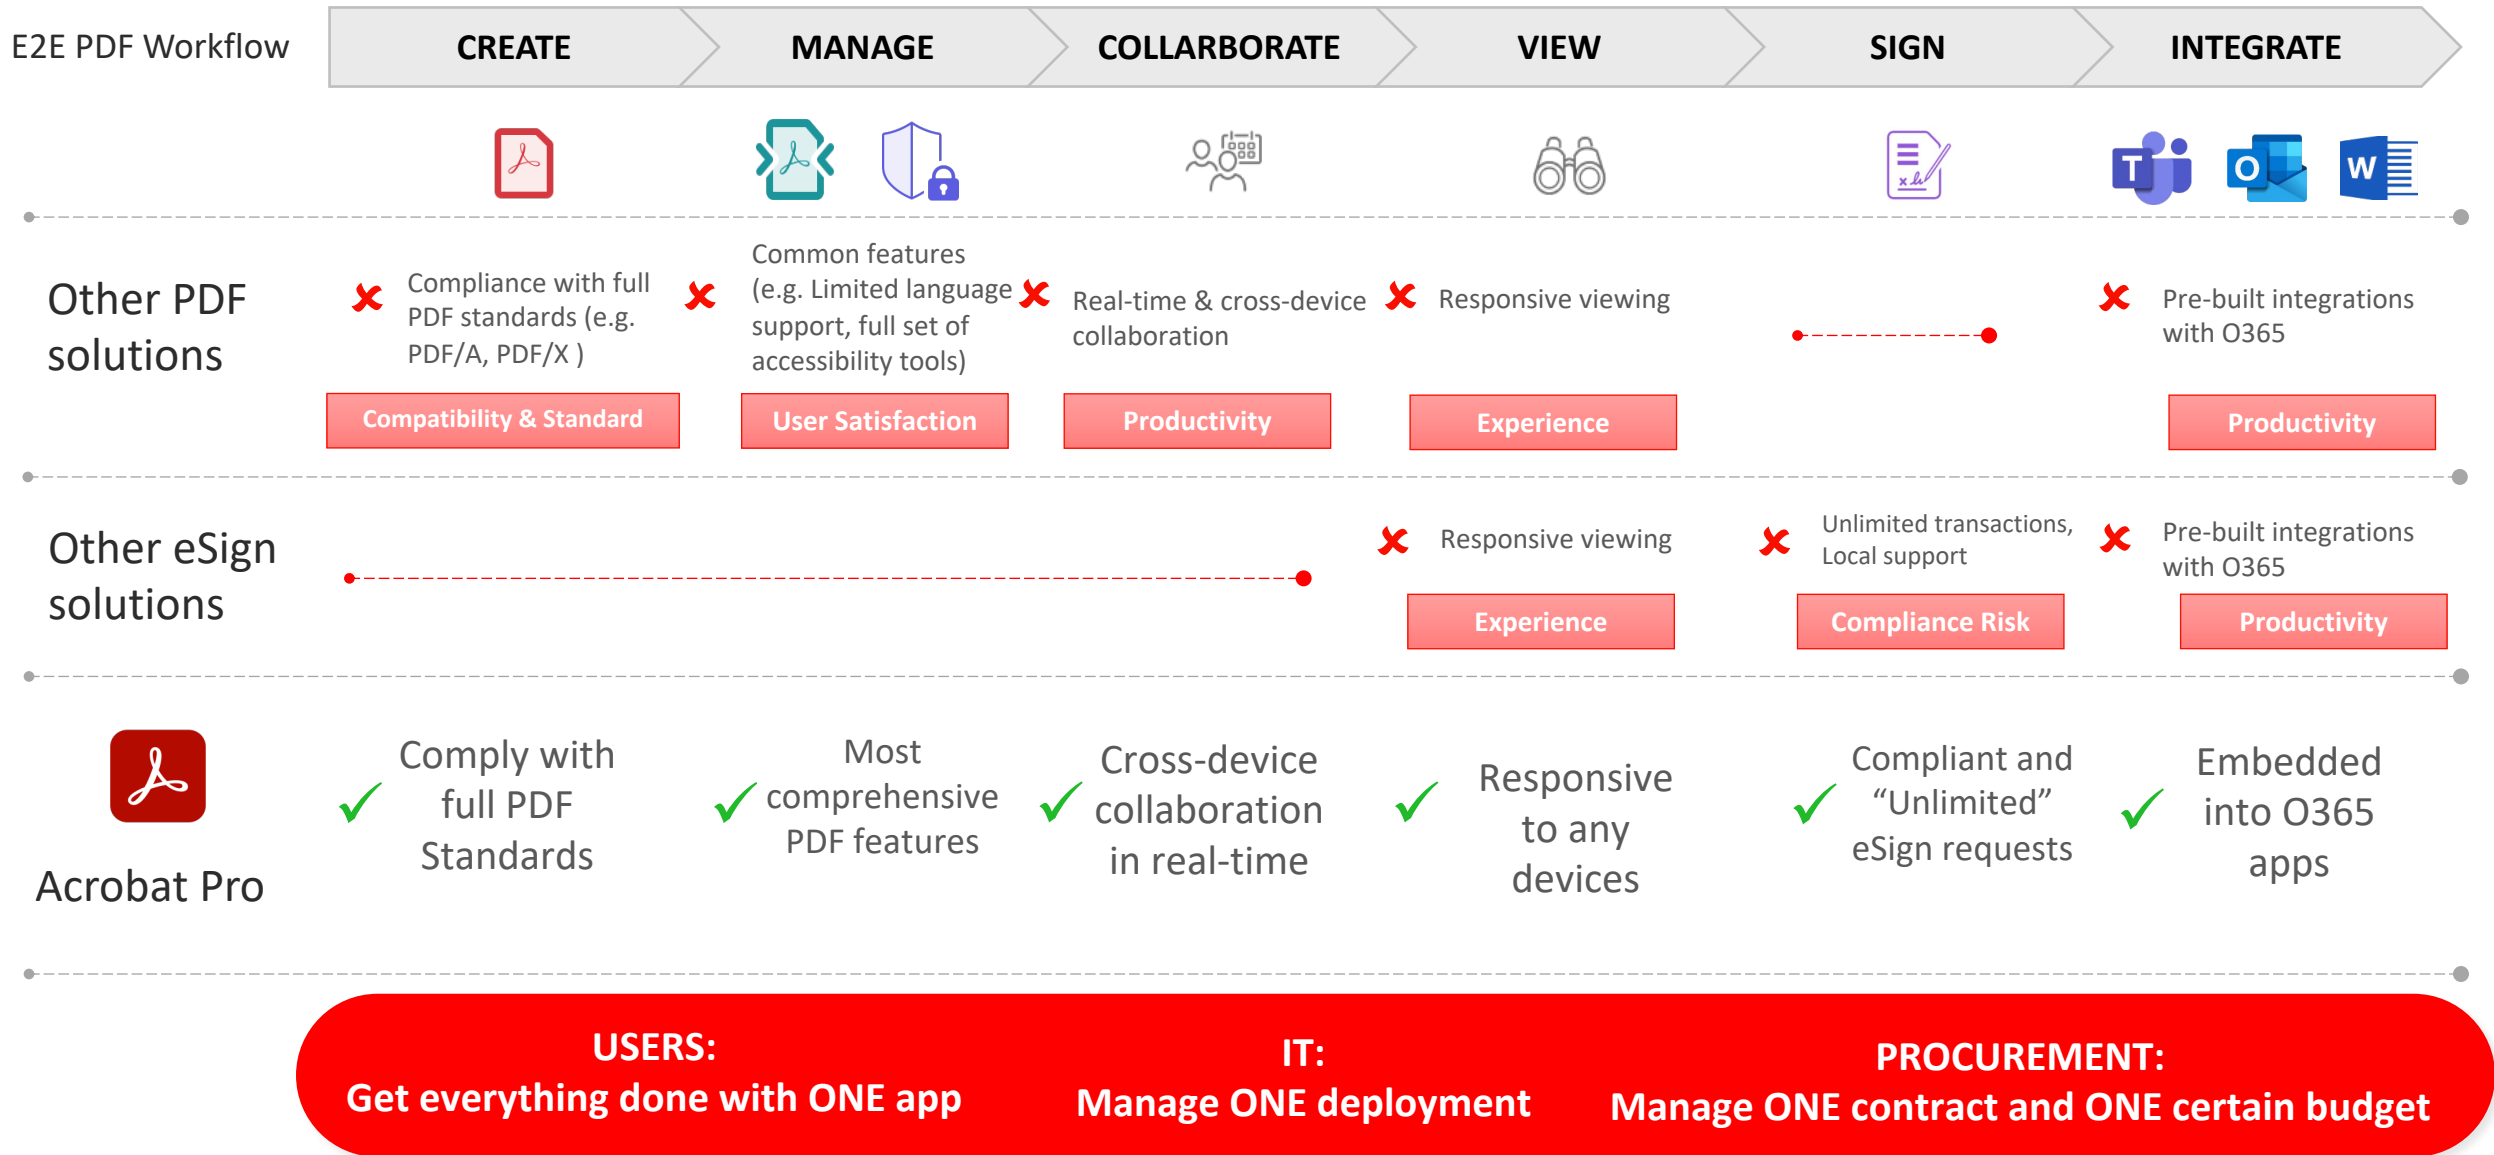 E2E PDF Workflow
CREATE
MANAGE
COLLARBORATE
VIEW
SIGN
INTEGRATE
T
O
W
Other PDF
solutions
Compliance with full
PDF standards (e.g.
PDF/A, PDF/X )
Compatibility & Standard
Common features
(e.g. Limited language
support, full set of
accessibility tools)
User Satisfaction
Real-time & cross-device
collaboration
Productivity
Responsive viewing
Experience
Pre-built integrations
with O365
Productivity
Other eSign
solutions
Responsive viewing
Experience
Unlimited transactions,
Local support
Compliance Risk
Pre-built integrations
with O365
Productivity
Acrobat Pro
Comply with
full PDF
Standards
Most
comprehensive
PDF features
Cross-device
collaboration
in real-time
Responsive
to any
devices
Compliant and
“Unlimited”
eSign requests
Embedded
into O365
apps
USERS:
Get everything done with ONE app
IT:
Manage ONE deployment
PROCUREMENT:
Manage ONE contract and ONE certain budget